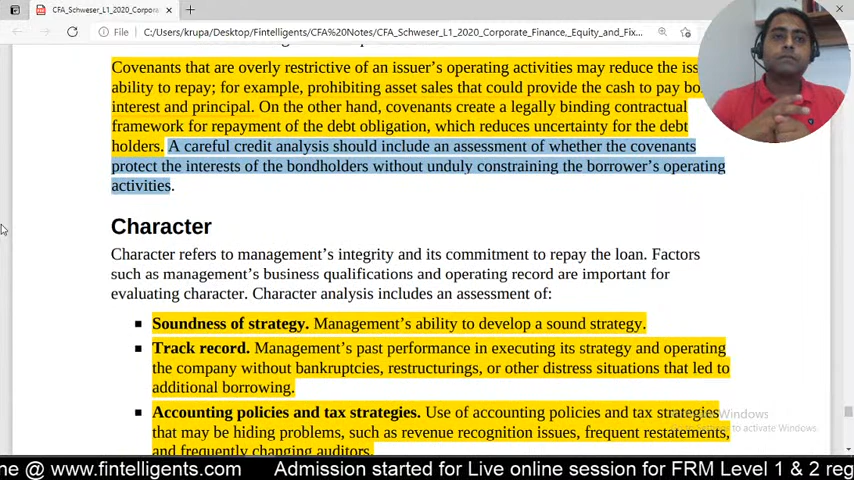 CFA_Schweser_L1_2020_Corpora
File
C:/Users/krupa/Desktop/Fintelligents/CFA%20Notes/CFA_Schweser_L1_2020_Corporate_Finance,_Equity_and_Fix...
Covenants that are overly restrictive of an issuer’s operating activities may reduce the iss
ability to repay; for example, prohibiting asset sales that could provide the cash to pay bo
interest and principal. On the other hand, covenants create a legally binding contractual
framework for repayment of the debt obligation, which reduces uncertainty for the debt
holders. A careful credit analysis should include an assessment of whether the covenants
protect the interests of the bondholders without unduly constraining the borrower’s operating
activities.
Character
Character refers to management’s integrity and its commitment to repay the loan. Factors
such as management’s business qualifications and operating record are important for
evaluating character. Character analysis includes an assessment of:
Soundness of strategy. Management’s ability to develop a sound strategy.
Track record. Management’s past performance in executing its strategy and operating
the company without bankruptcies, restructurings, or other distress situations that led to
additional borrowing.
Accounting policies and tax strategies. Use of accounting policies and tax strategies
that may be hiding problems, such as revenue recognition issues, frequent restatements,
and frequently changing auditors.
Windows
to activate Windows.
ne @ www.fintelligents.com Admission started for Live online session for FRM Level 1 & 2 reg